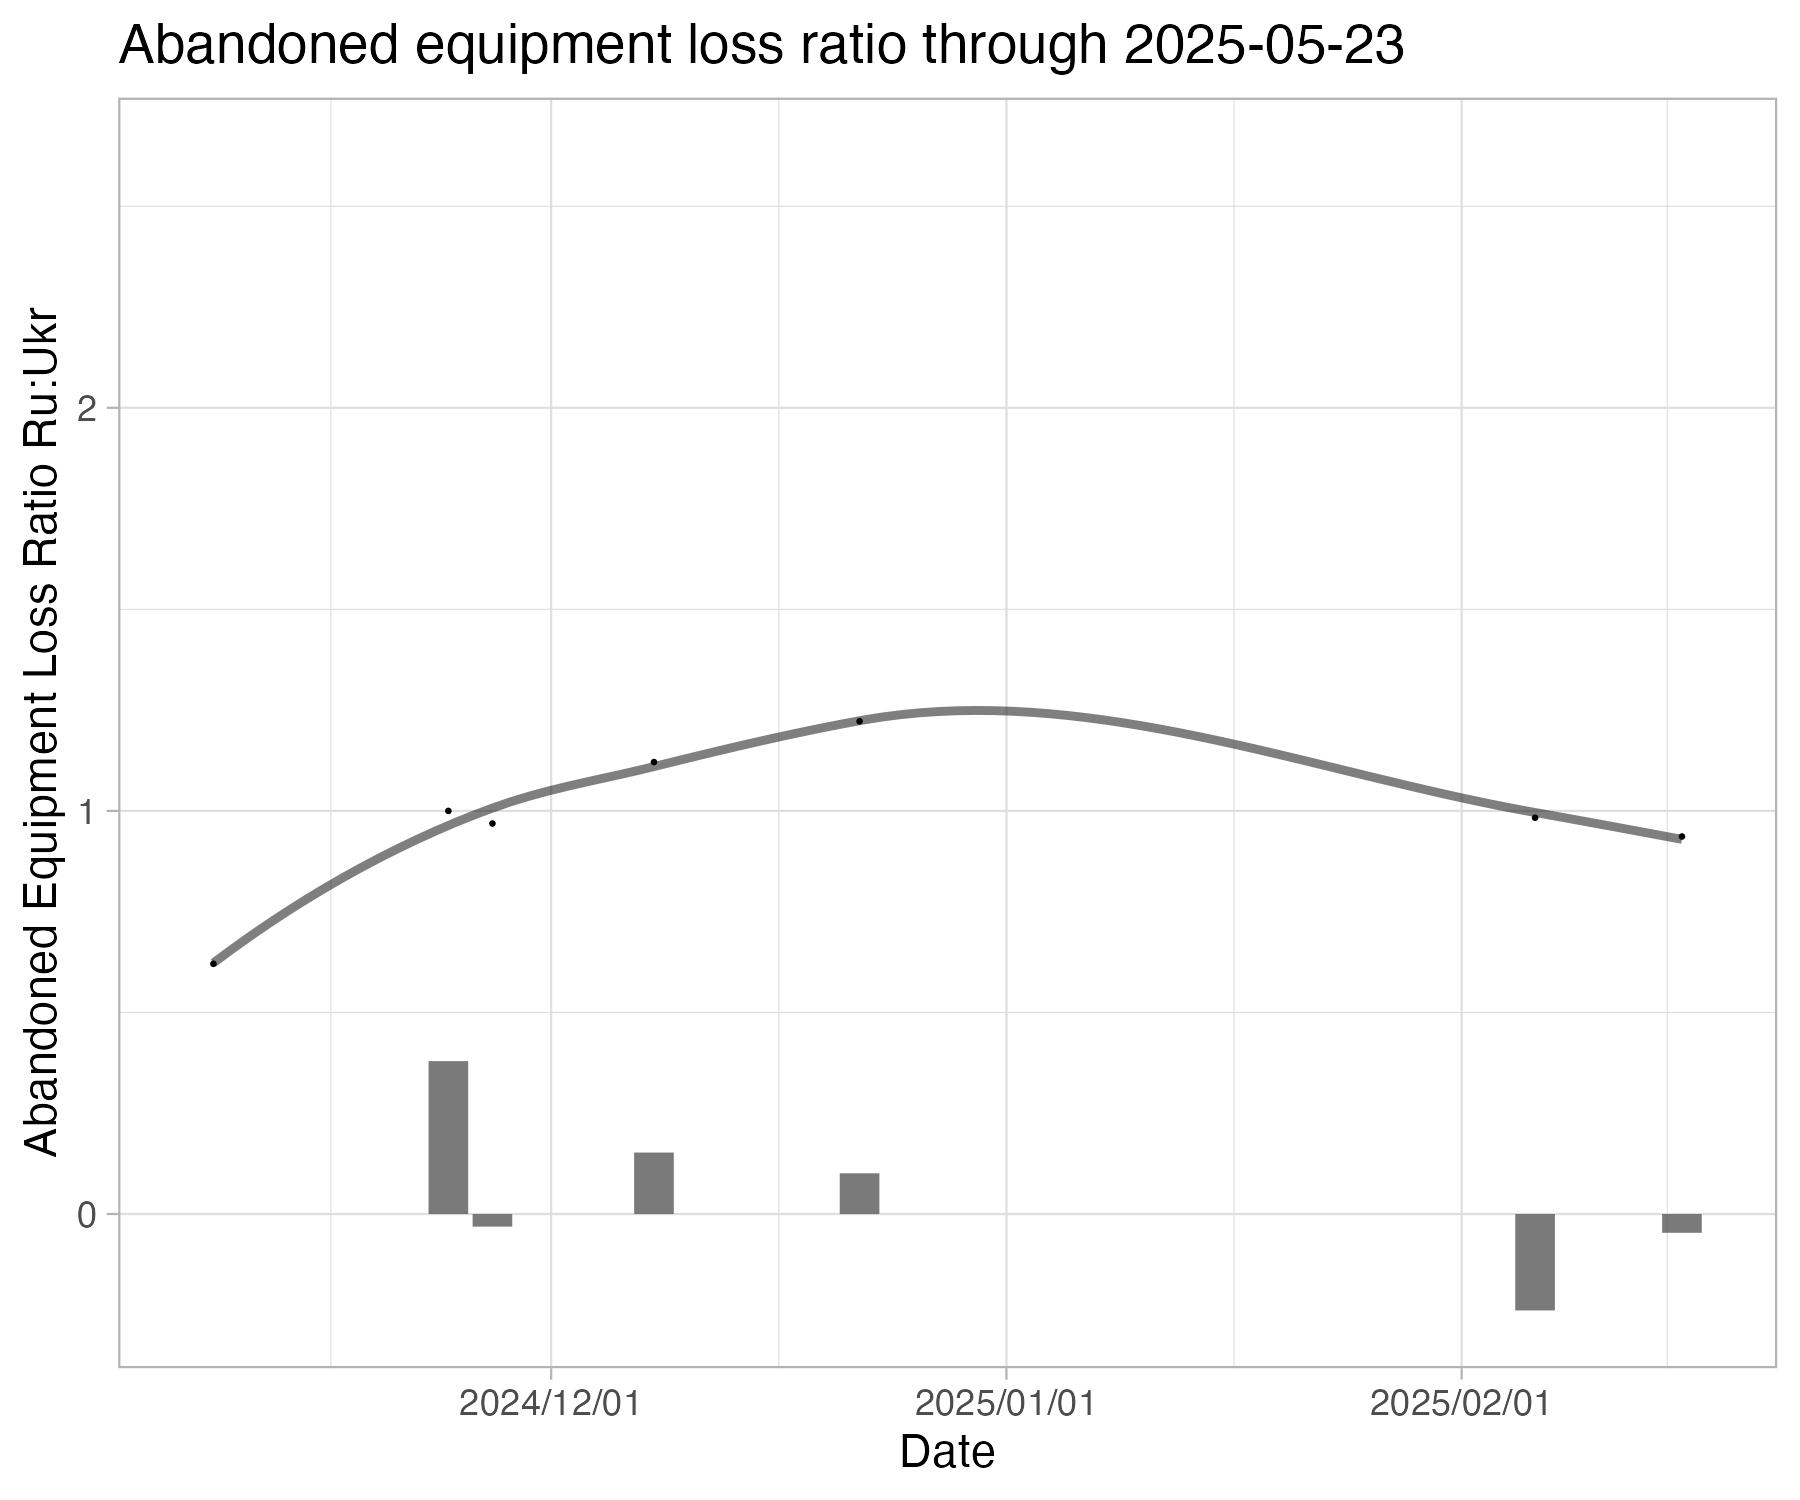 Abandoned equipment loss ratio through 2025-05-23
Abandoned Equipment Loss Ratio Ru:Ukr
2
1
0
2024/12/01
2025/01/01
2025/02/01
Date